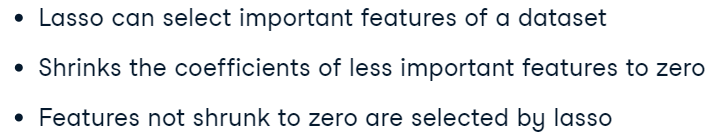 • Lasso can select important features of a dataset
• Shrinks the coefficients of less important features to zero
• Features not shrunk to zero are selected by lasso